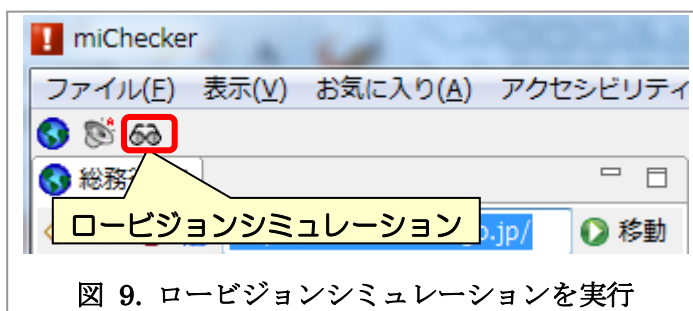 miChecker
ファイル(F) 表示(V) お気に入り(A) アクセシビリティ
総務
ロービジョンシミュレーション
.jp/ 移動
図 9. ロービジョンシミュレーションを実行